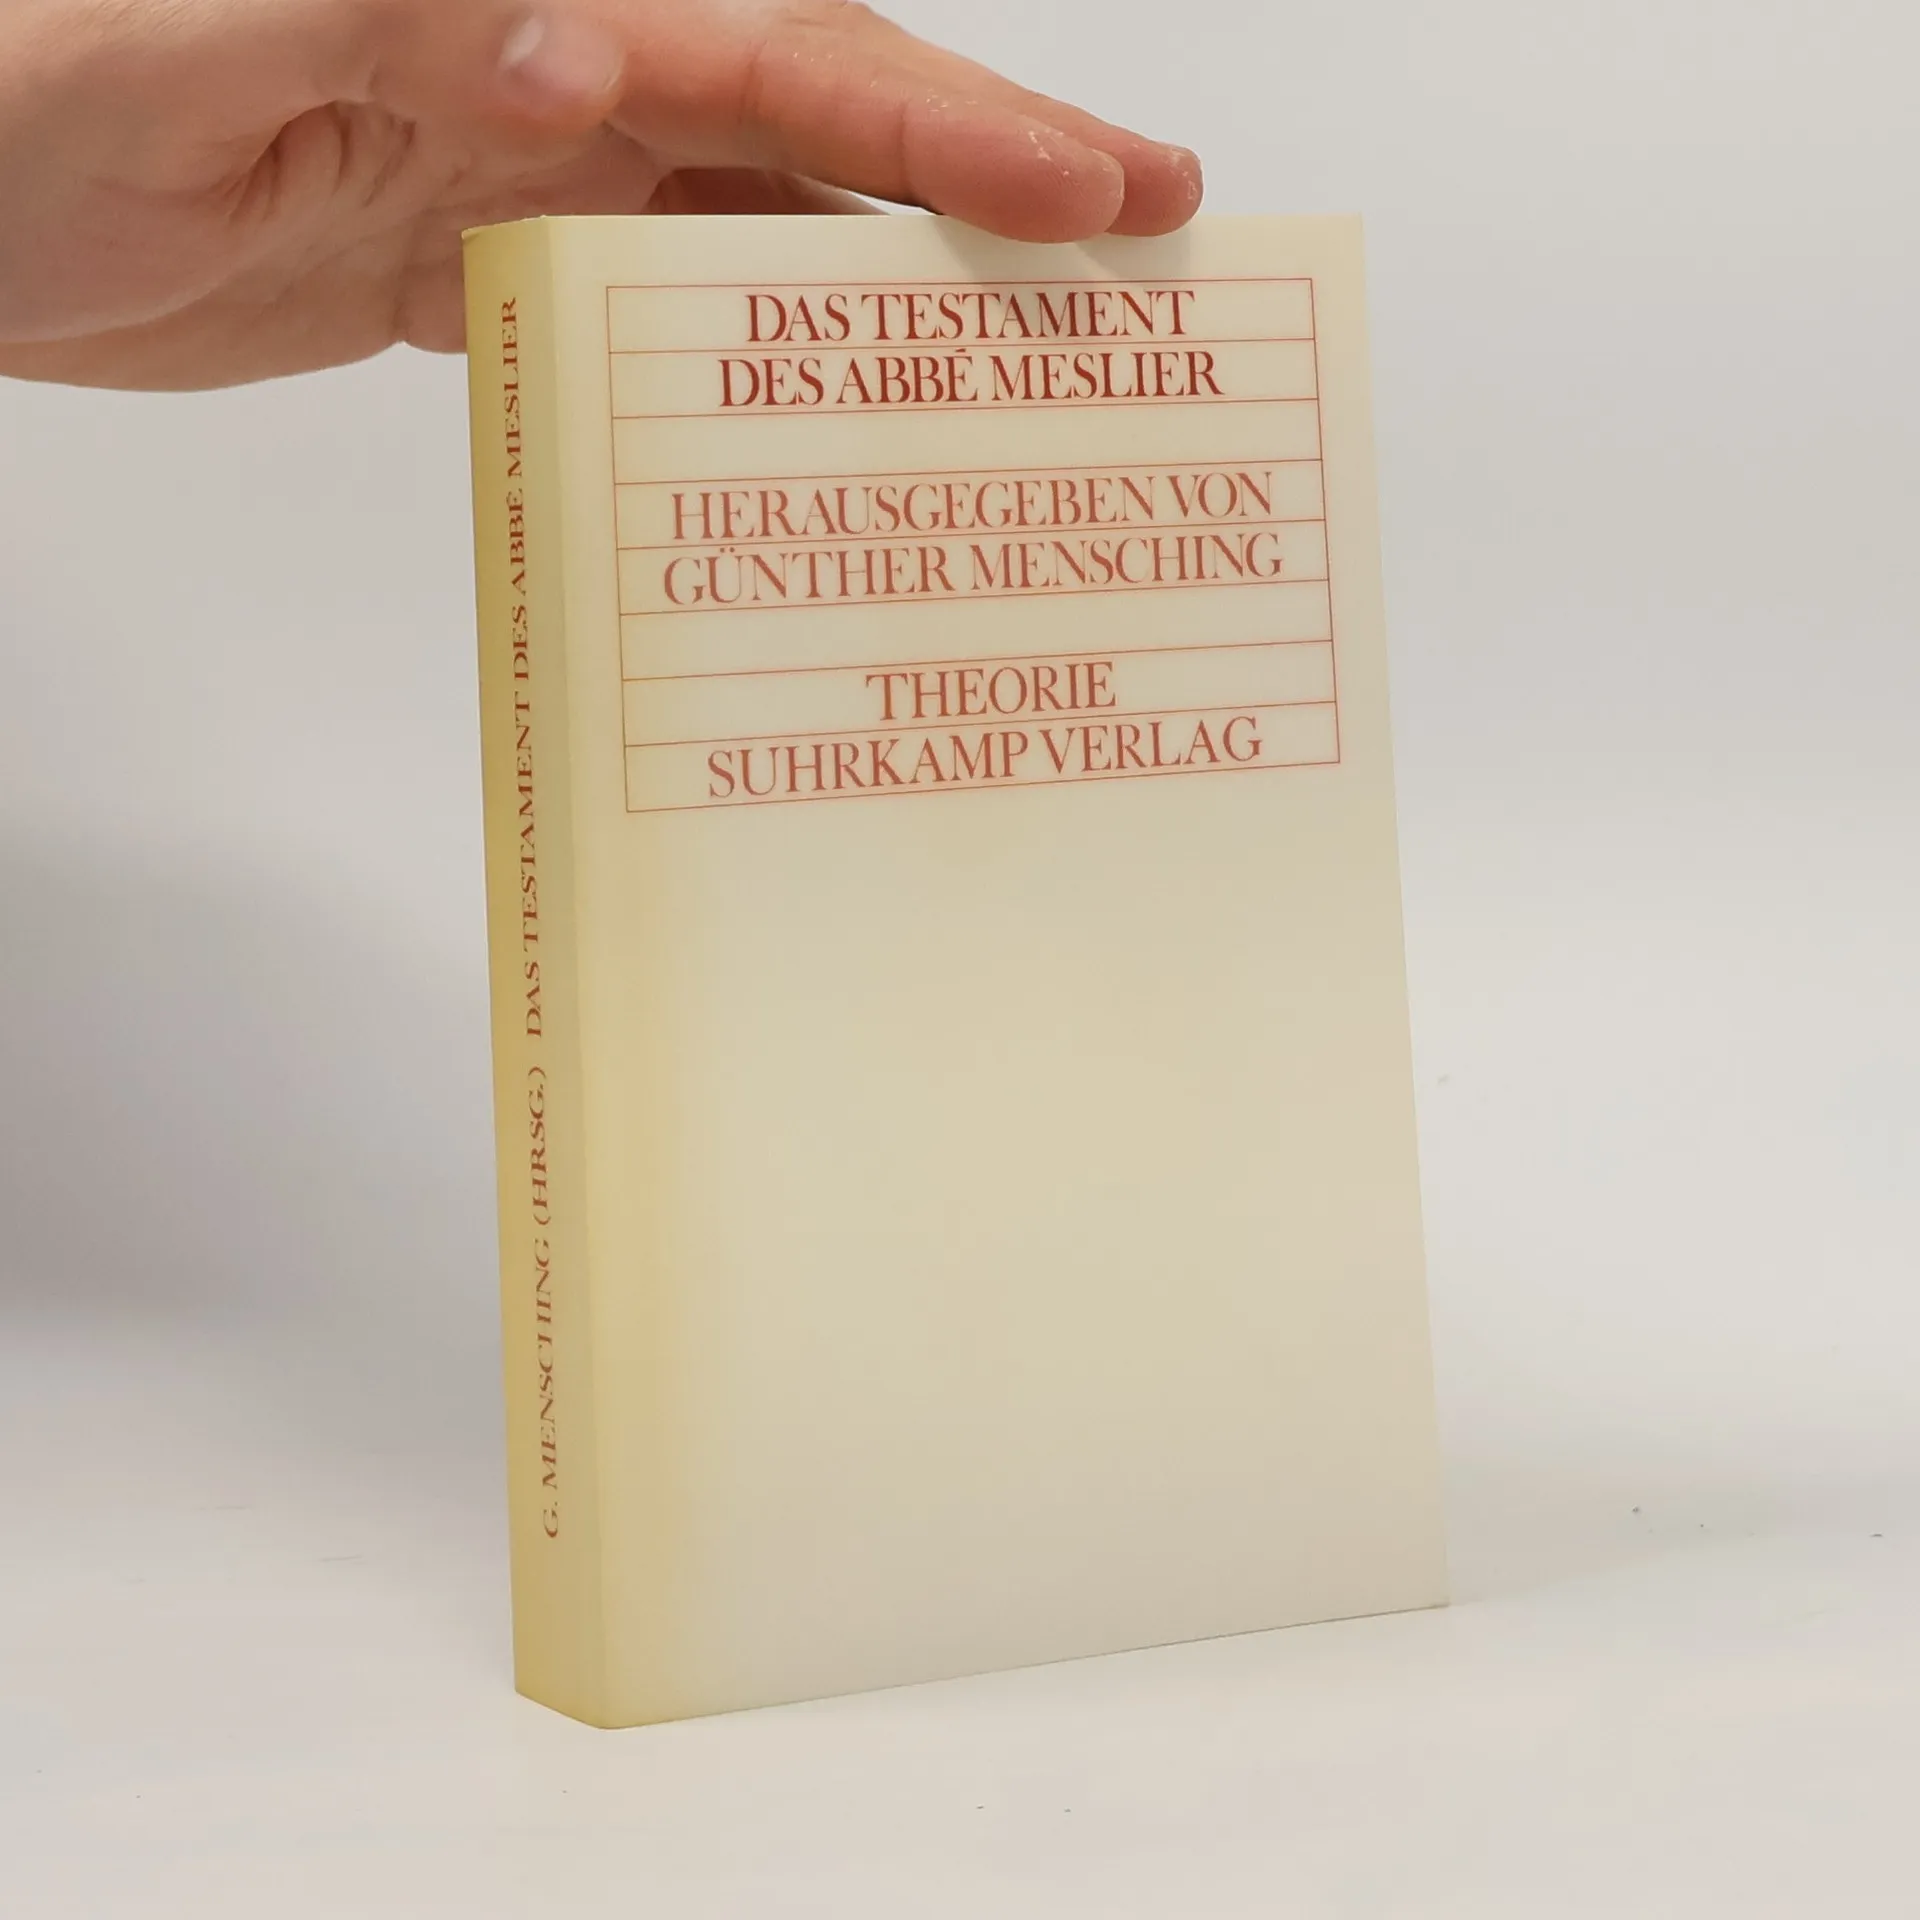 DAS TESTAMENT
DES ABBÉ MESLIER
HERAUSGEGEBEN VON
GÜNTHER MENSCHING
THEORIE
SUHRKAMP VERLAG
G. MENSCHING (HRSG.) DAS TESTAMENT DES ABBÉ MESLIER